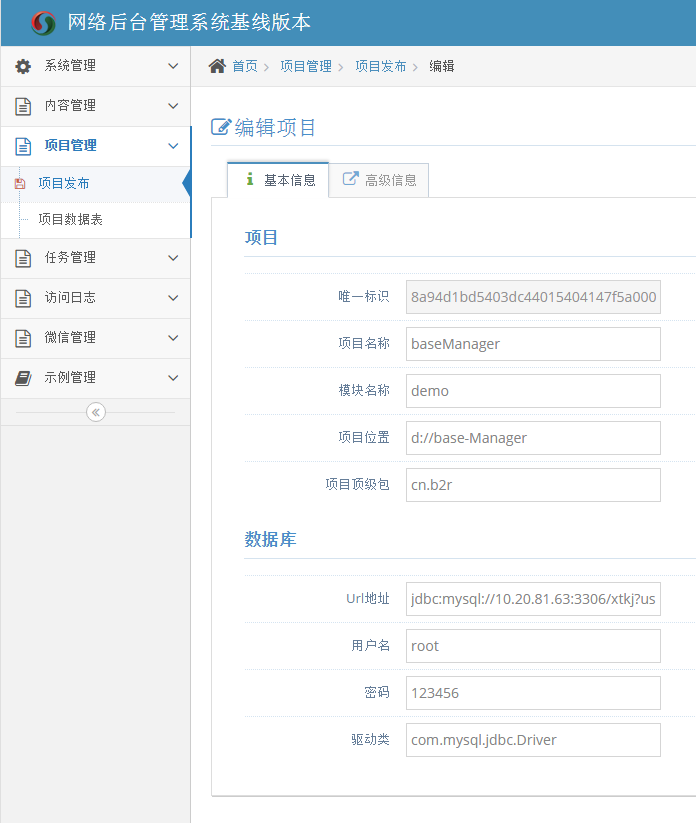 网络后台管理系统基线版本
系统管理
内容管理
项目管理
项目发布
项目数据表
任务管理
访问日志
微信管理
示例管理
首页 > 项目管理 > 项目发布 > 编辑
编辑项目
基本信息 高级信息
项目
唯一标识 8a94d1bd5403dc44015404147f5a000
项目名称 baseManager
模块名称 demo
项目位置 d://base-Manager
项目顶级包 cn.b2r
数据库
Url地址 jdbc:mysql://10.20.81.63:3306/xtkj?us
用户名 root
密码 123456
驱动类 com.mysql.jdbc.Driver